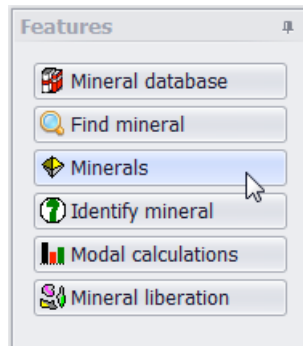 Features
Mineral database
Find mineral
Minerals
Identify mineral
Modal calculations
Mineral liberation